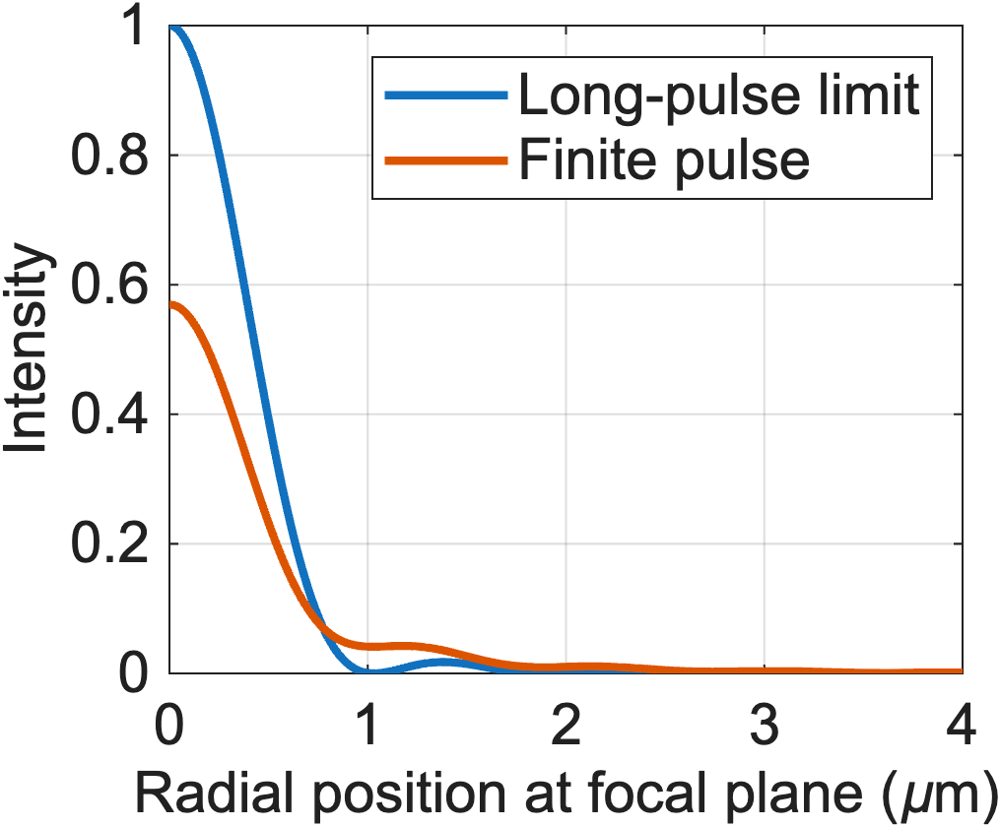 1
0.8
0.6
0.4
0.2
0
Intensity
Long-pulse limit
Finite pulse
0 1 2 3 4
Radial position at focal plane (μm)